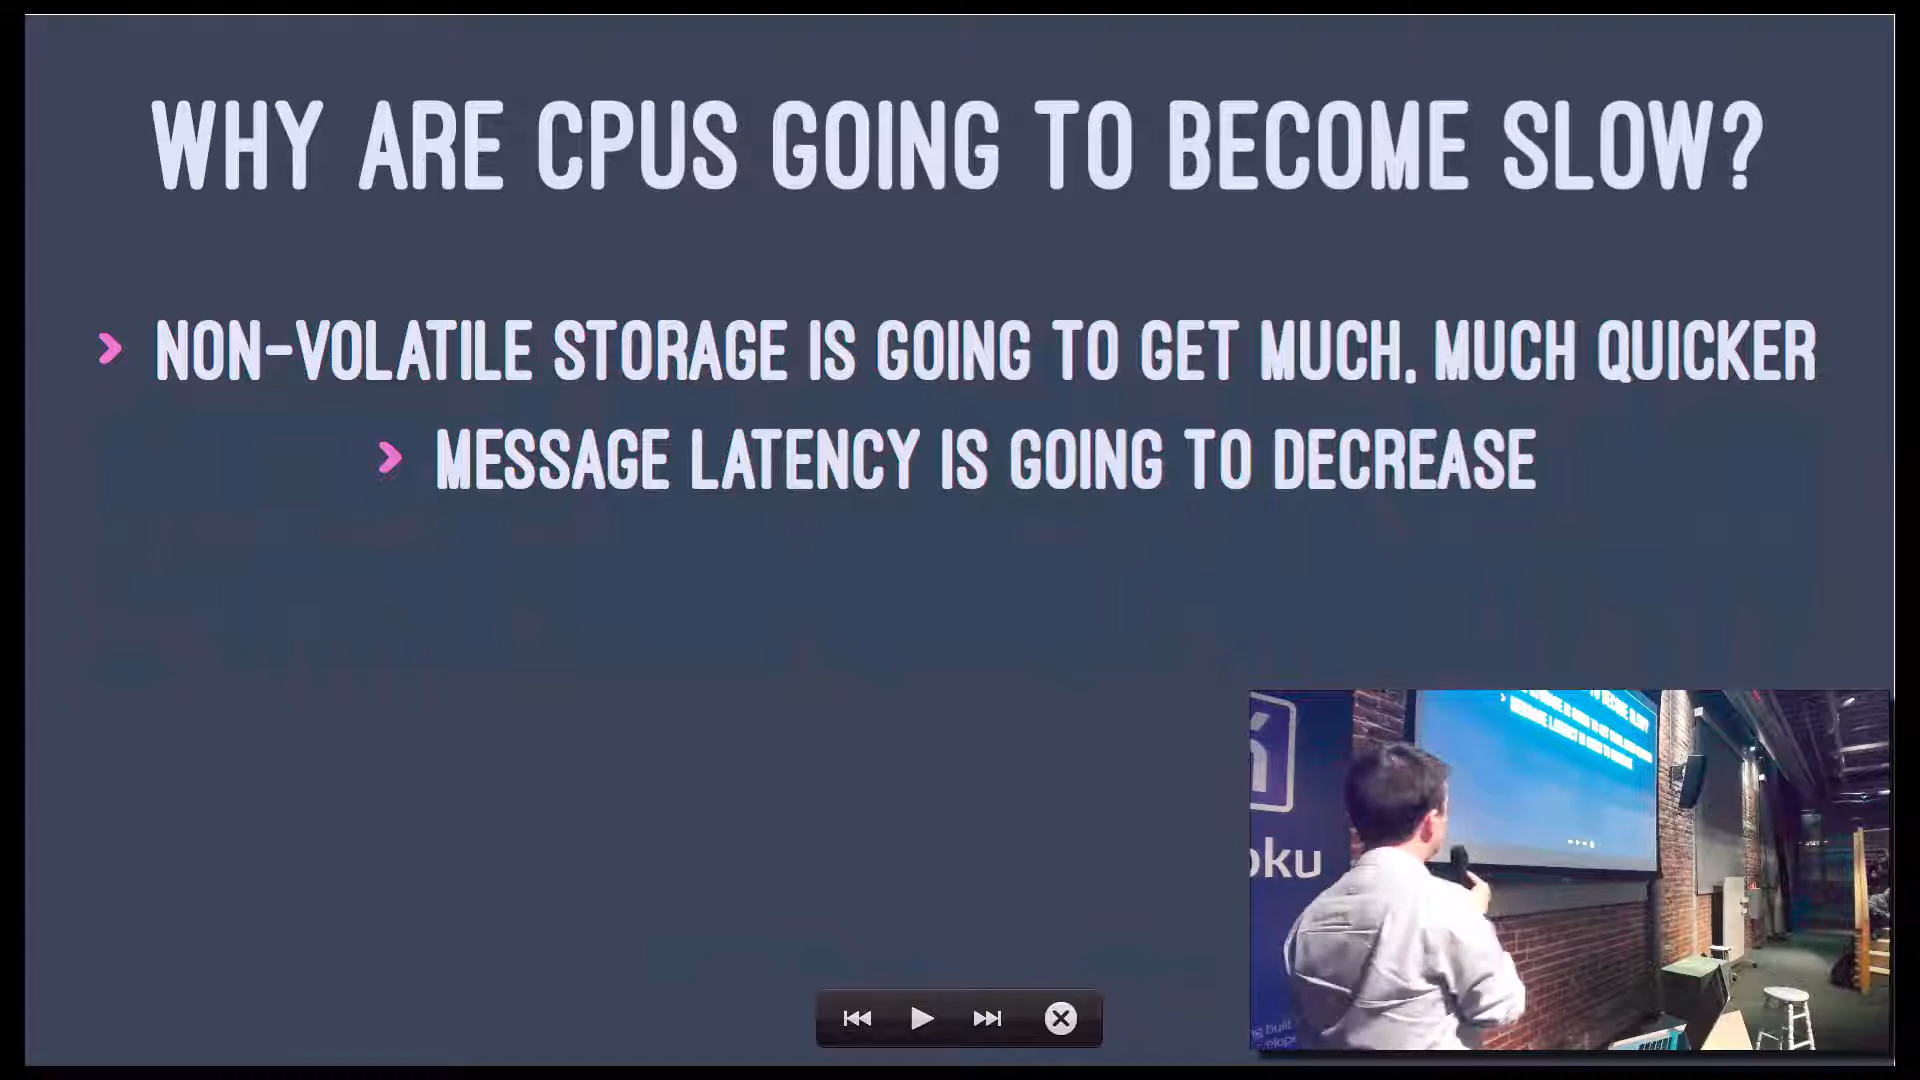 WHY ARE CPUS GOING TO BECOME SLOW?
NON-VOLATILE STORAGE IS GOING TO GET MUCH, MUCH QUICKER
MESSAGE LATENCY IS GOING TO DECREASE
oku